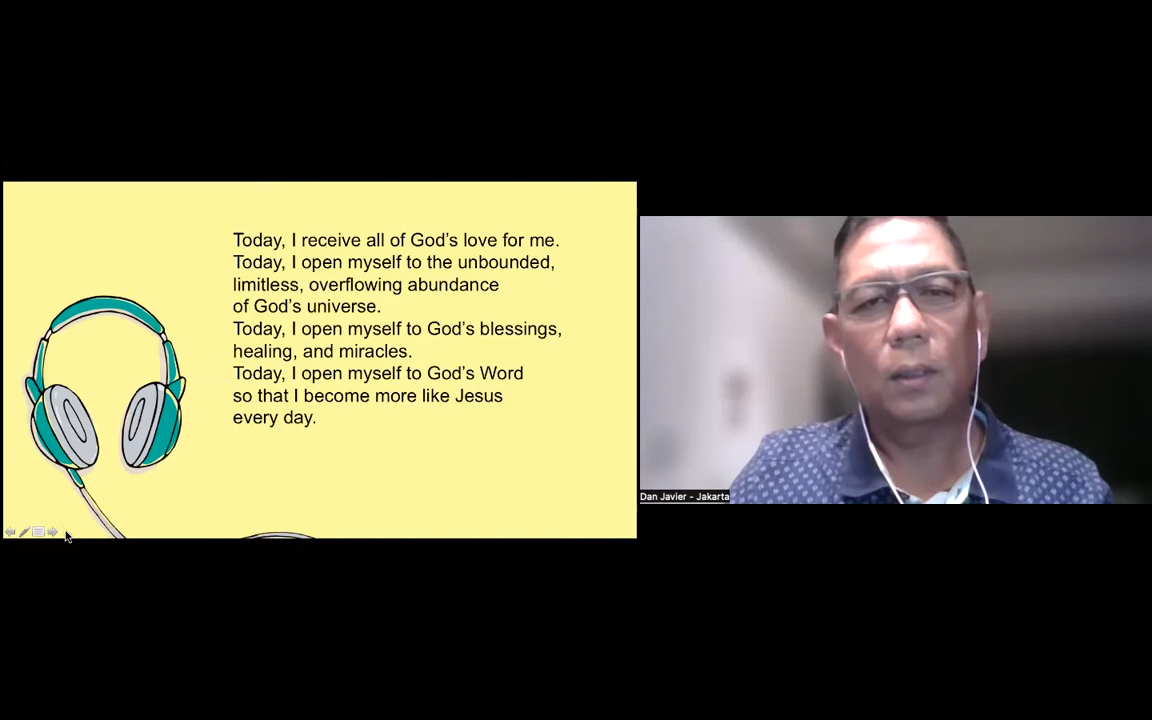 Today, I receive all of God's love for me.
Today, I open myself to the unbounded,
limitless, overflowing abundance
of God's universe.
Today, I open myself to God's blessings,
healing, and miracles.
Today, I open myself to God's Word
so that I become more like Jesus
every day.
Dan Javier - Jakarta